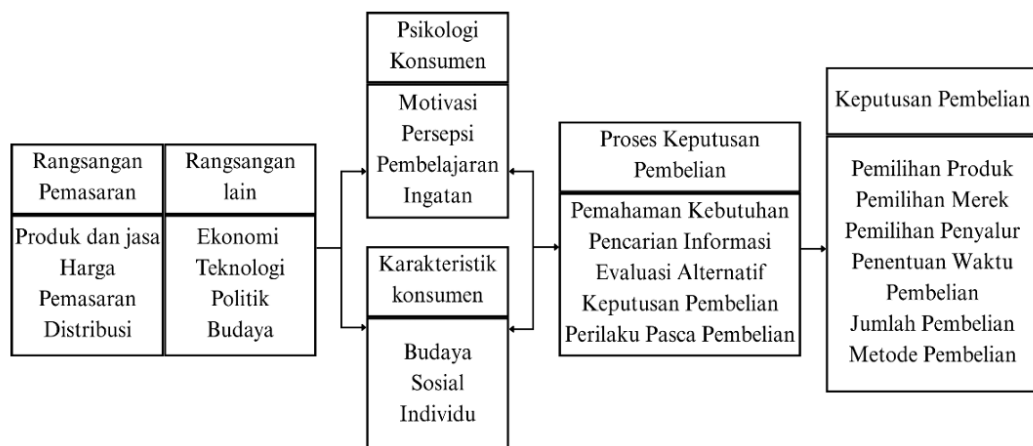 Rangsangan
Pemasaran
Produk dan jasa
Harga
Pemasaran
Distribusi
Rangsangan
lain
Ekonomi
Teknologi
Politik
Budaya
Psikologi
Konsumen
Motivasi
Persepsi
Pembelajaran
Ingatan
Karakteristik
konsumen
Budaya
Sosial
Individu
Proses Keputusan
Pembelian
Pemahaman Kebutuhan
Pencarian Informasi
Evaluasi Alternatif
Keputusan Pembelian
Perilaku Pasca Pembelian
Keputusan Pembelian
Pemilihan Produk
Pemilihan Merek
Pemilihan Penyalur
Penentuan Waktu
Pembelian
Jumlah Pembelian
Metode Pembelian